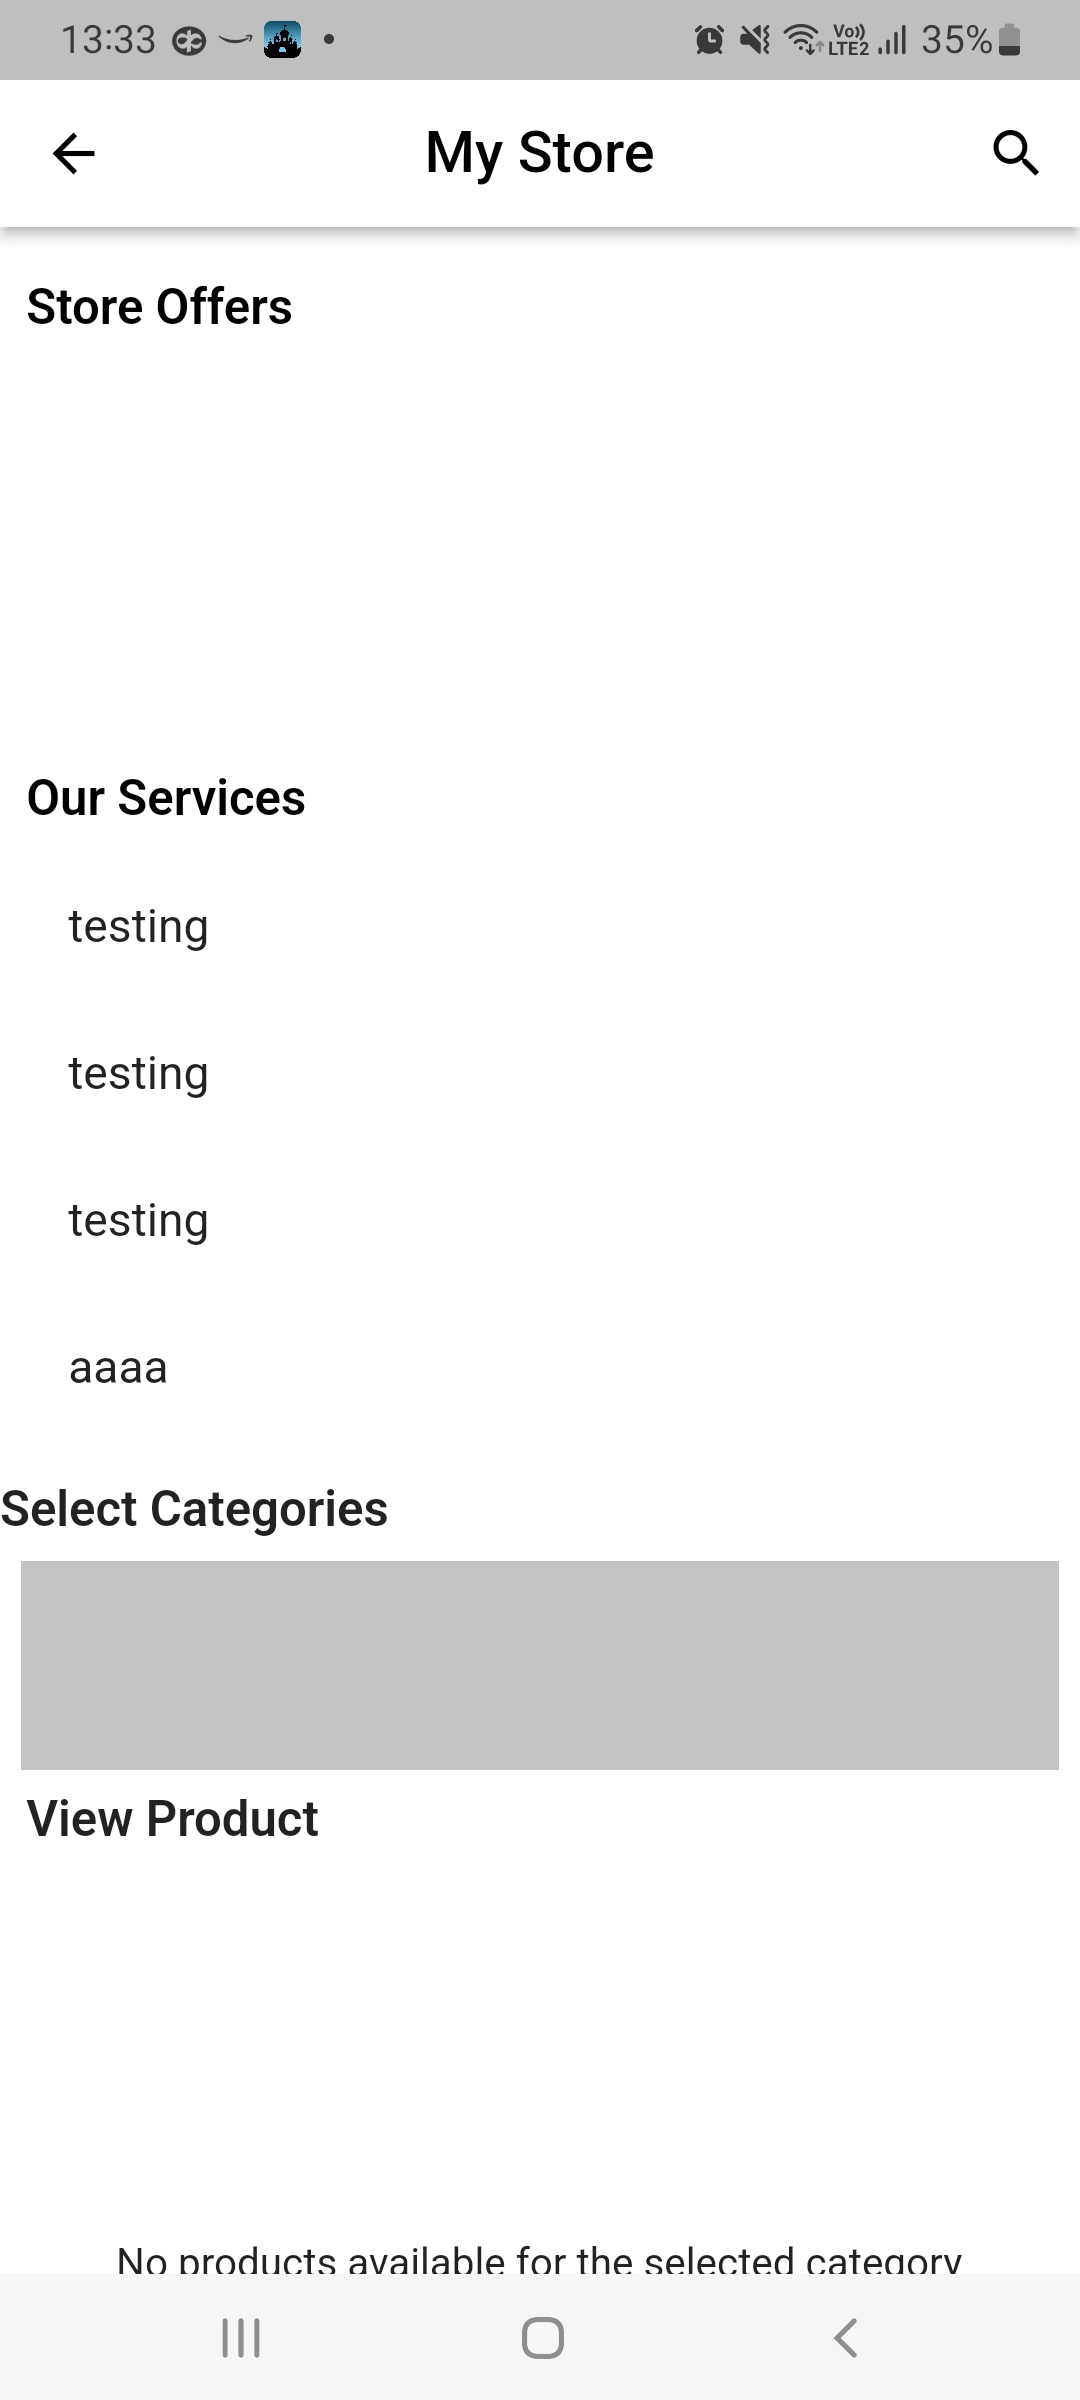 13:33 Vo)) LTE2 35%
My Store
Store Offers
Our Services
testing
testing
testing
aaaa
Select Categories
View Product
No products available for the selected category